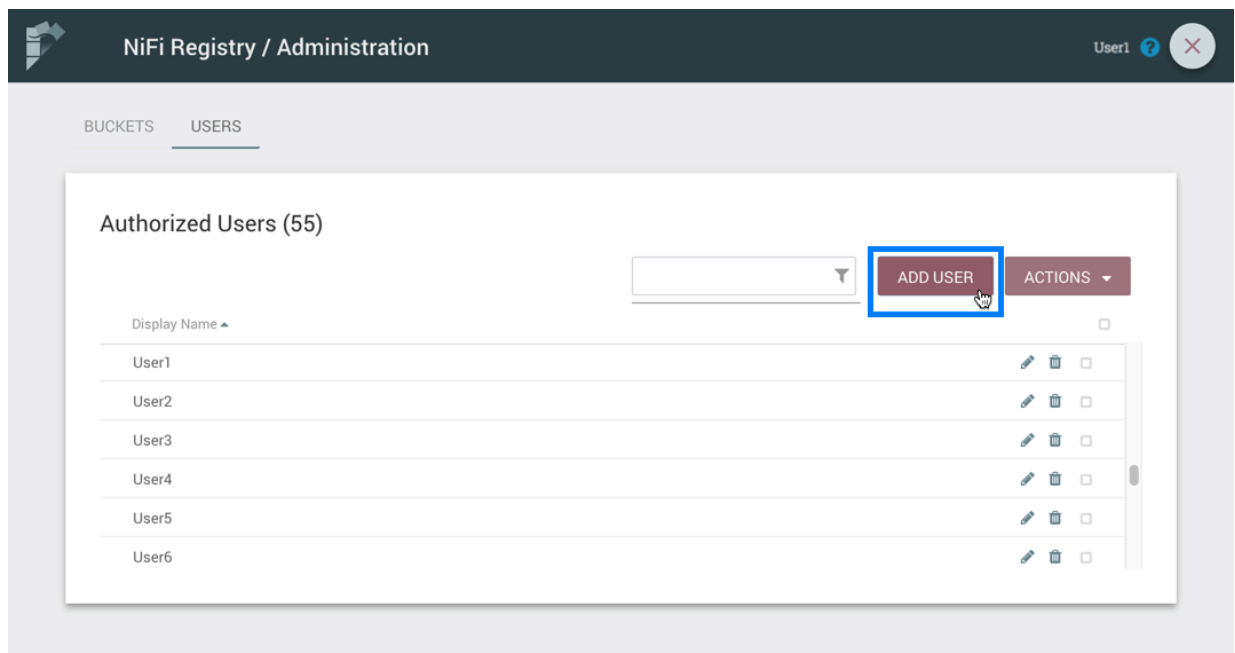 NiFi Registry / Administration
User1 ?
BUCKETS USERS
Authorized Users (55)
ADD USER ACTIONS
Display Name
User1
User2
User3
User4
User5
User6